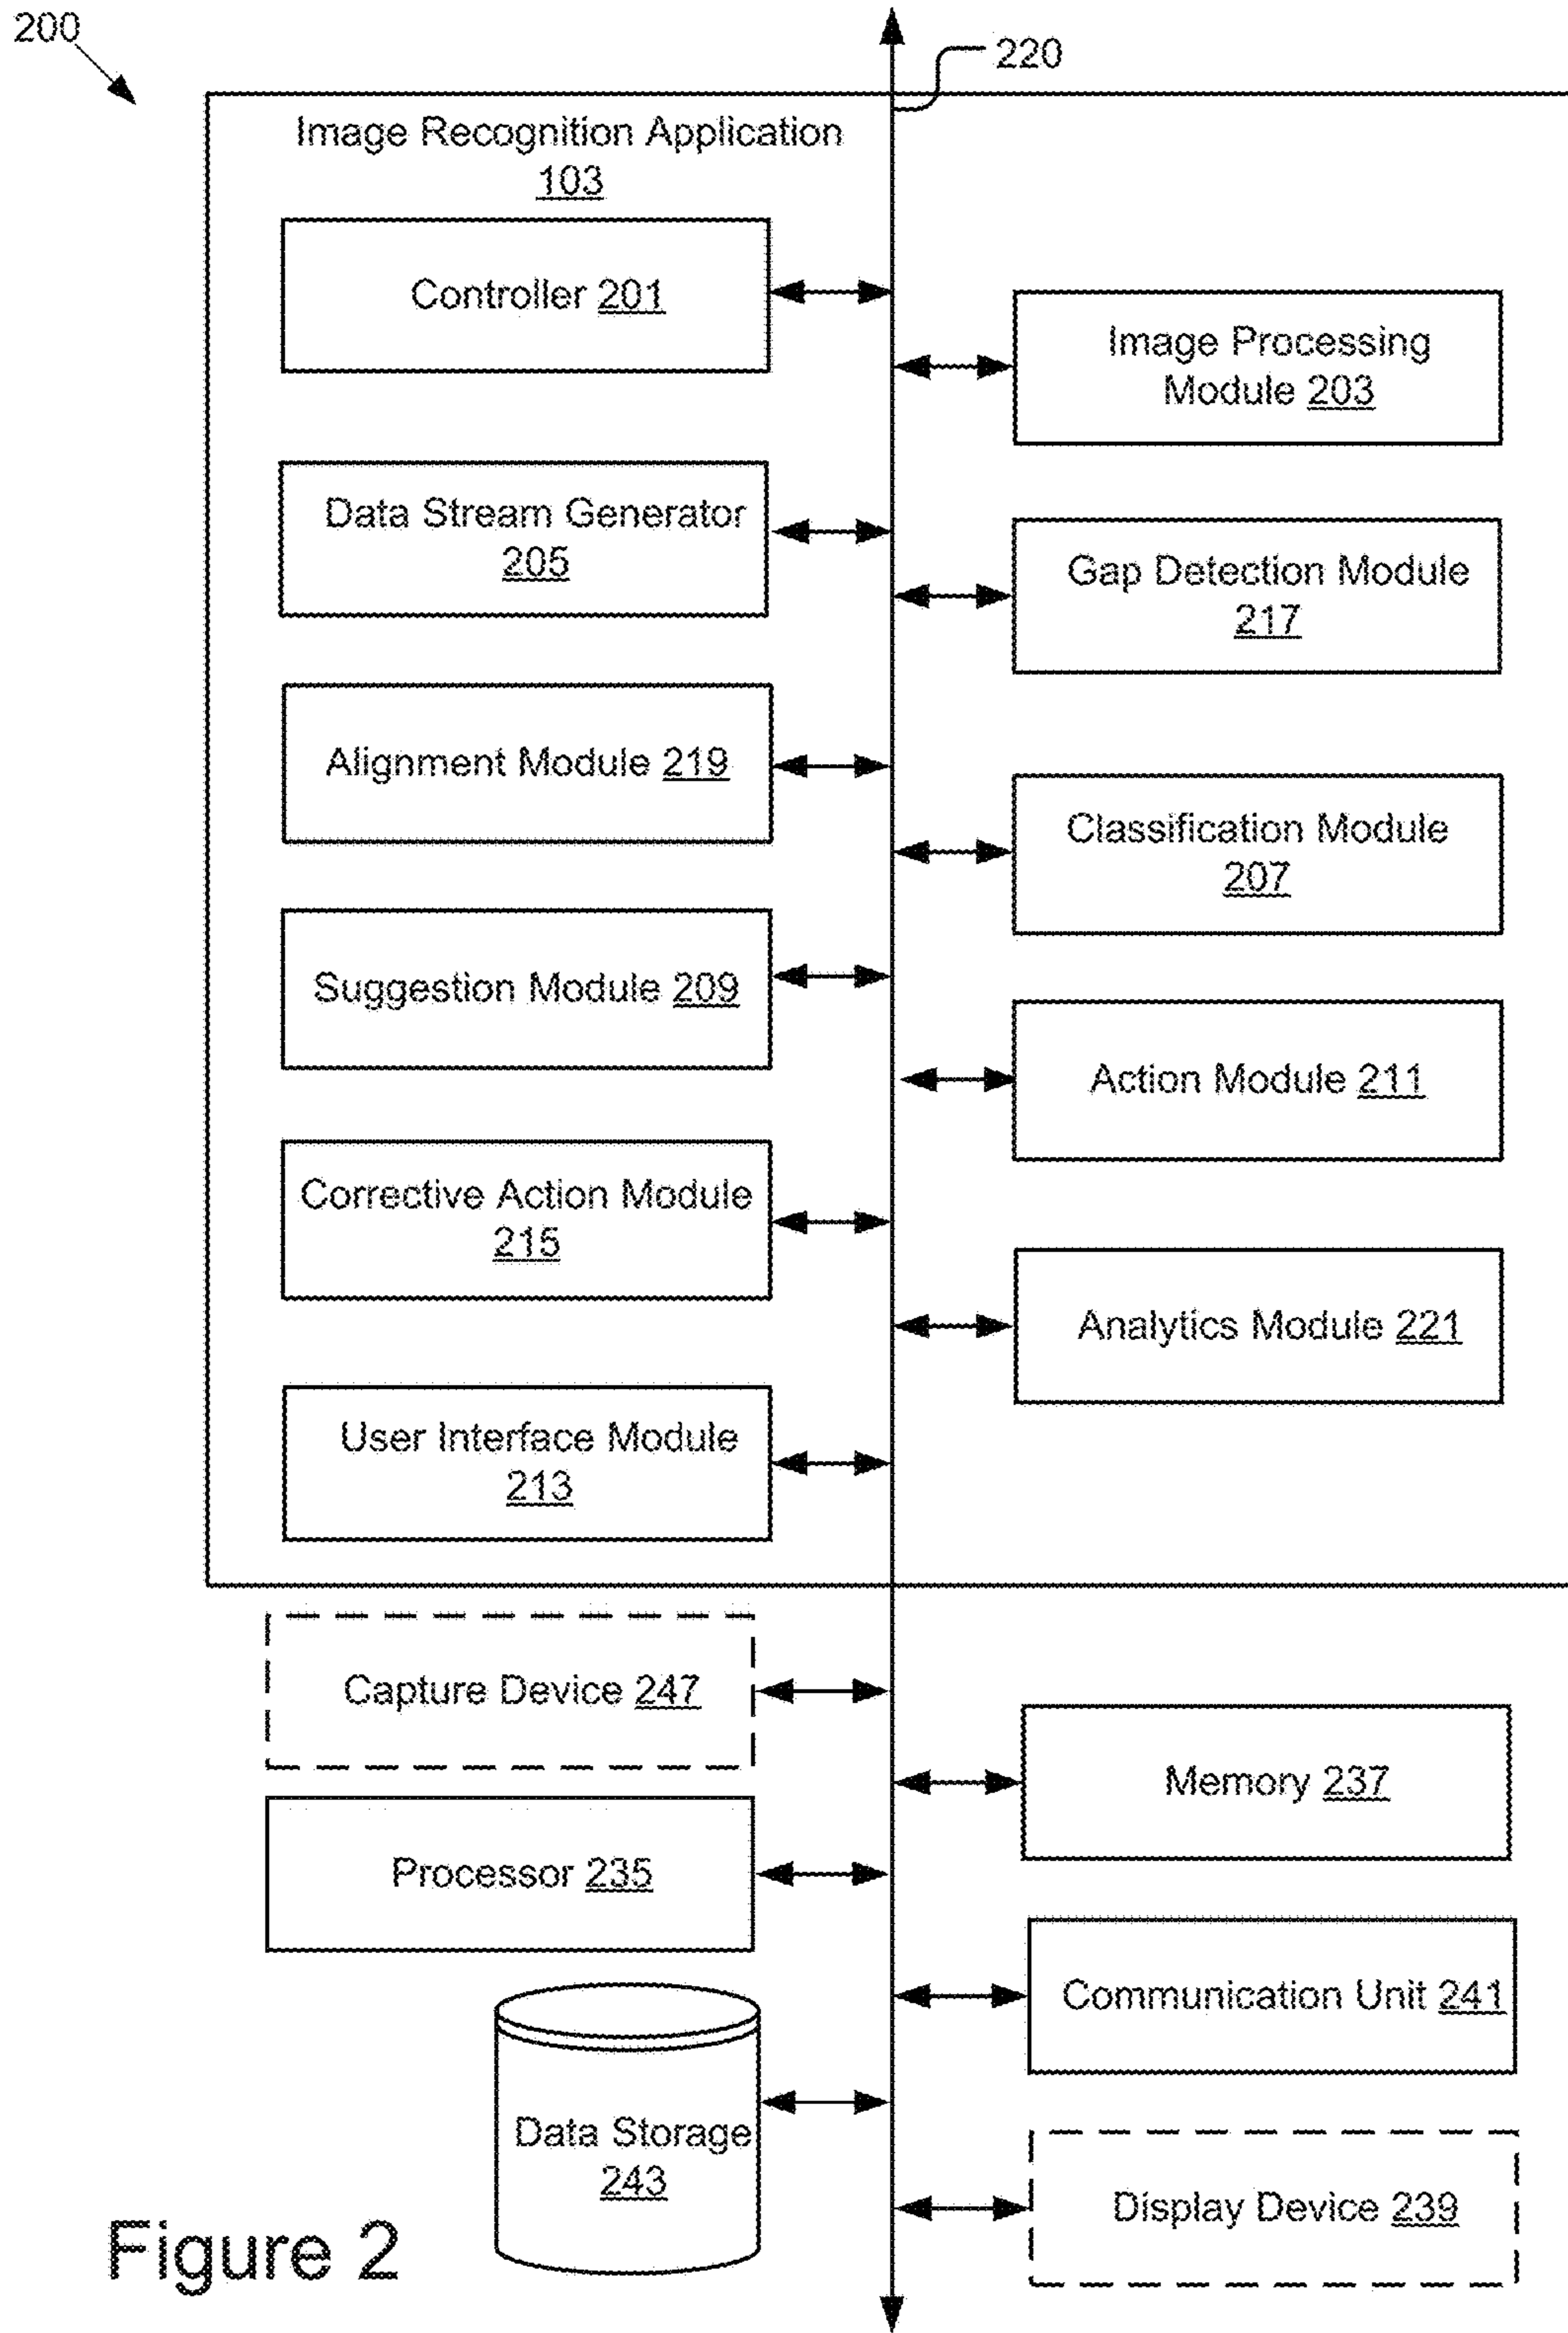 200
220
Image Recognition Application
103
Controller 201
Image Processing
Module 203
Data Stream Generator
205
Gap Detection Module
217
Alignment Module 219
Classification Module
207
Suggestion Module 209
Action Module 211
Corrective Action Module
215
Analytics Module 221
User Interface Module
213
Capture Device 247
Memory 237
Processor 235
Communication Unit 241
Data Storage
243
Display Device 239
Figure 2